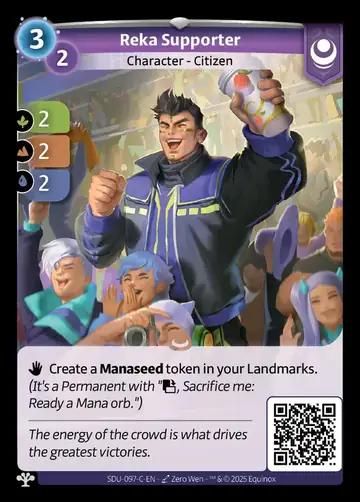 3
Reka Supporter
2
Character - Citizen
2
2
2
Create a Manaseed token in your Landmarks.
(It's a Permanent with ", Sacrifice me:
Ready a Mana orb.")
The energy of the crowd is what drives
the greatest victories.
SDU-097-C-EN - Zero Wen - ™ & © 2025 Equinox